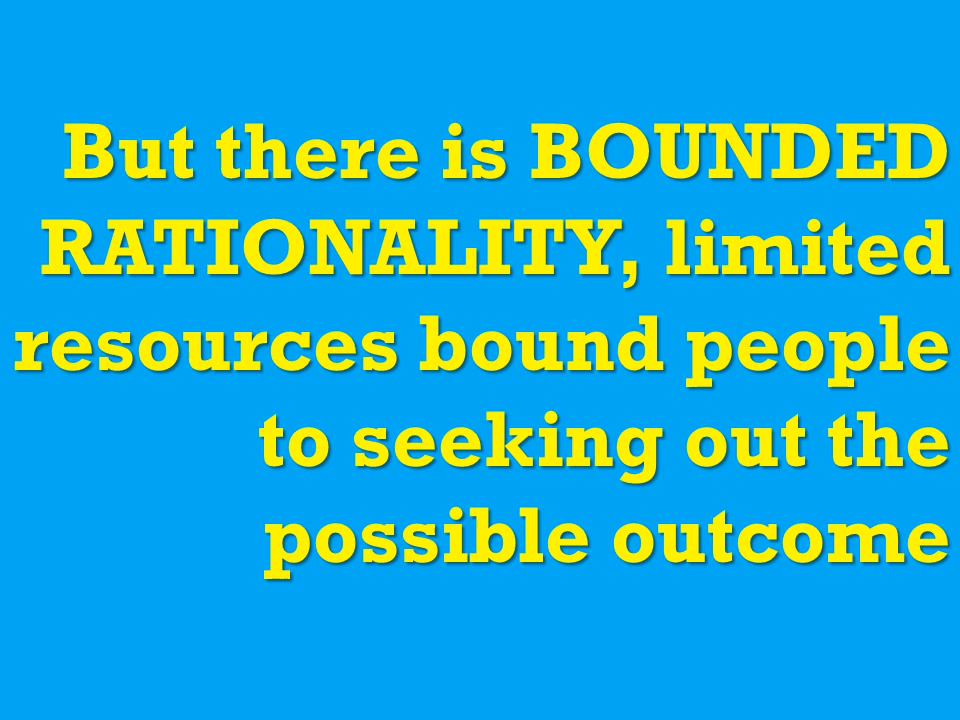 But there is BOUNDED
RATIONALITY, limited
resources bound people
to seeking out the
possible outcome